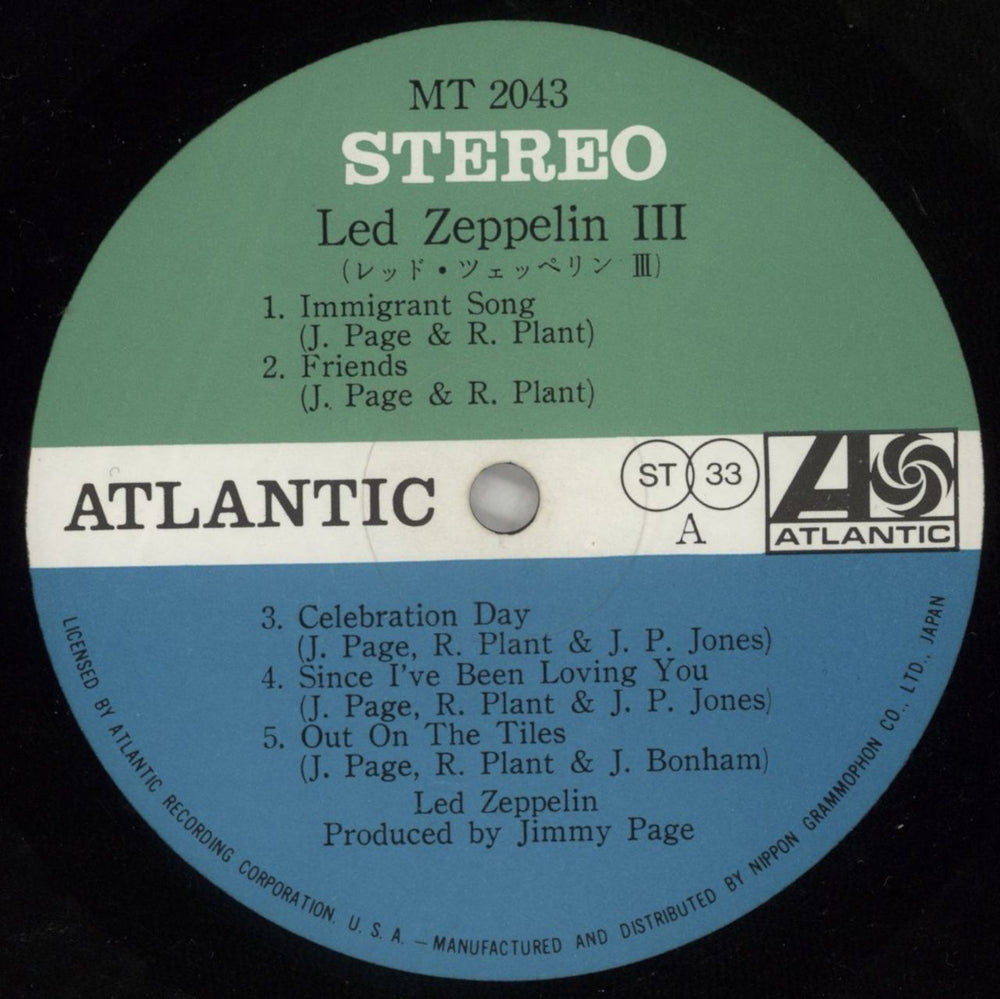 MT 2043
STEREO
Led Zeppelin III
(レッド・ツェッペリン Ⅲ)
1. Immigrant Song
(J. Page & R. Plant)
2. Friends
(J. Page & R. Plant)
ATLANTIC
ST 33
A
ATLANTIC
3. Celebration Day
(J. Page, R. Plant & J. P. Jones)
4. Since I've Been Loving You
(J. Page, R. Plant & J. P. Jones)
5. Out On The Tiles
(J. Page, R. Plant & J. Bonham)
Led Zeppelin
Produced by Jimmy Page
LICENSED BY ATLANTIC RECORDING CORPORATION. U. S. A. — MANUFACTURED AND DISTRIBUTED BY NIPPON GRAMMOPHON CO., LTD., JAPAN